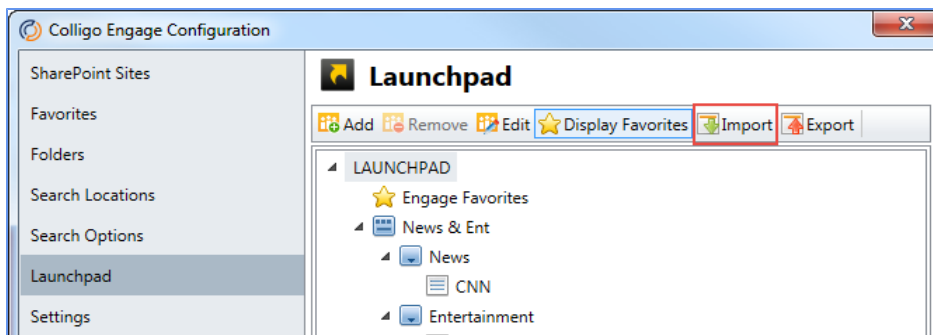 Colligo Engage Configuration
SharePoint Sites
Favorites
Folders
Search Locations
Search Options
Launchpad
Settings
Launchpad
Add Remove Edit Display Favorites Import Export
LAUNCHPAD
Engage Favorites
News & Ent
News
CNN
Entertainment